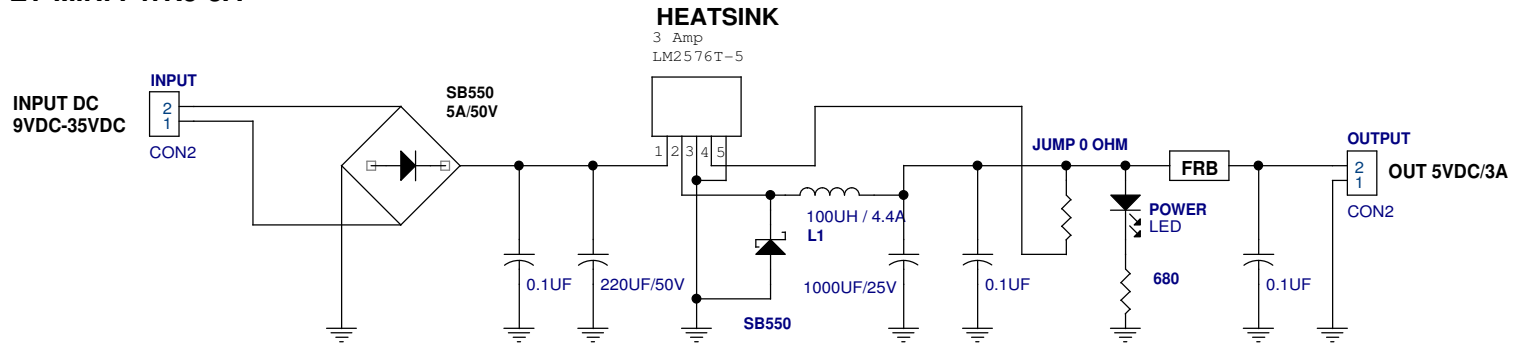 HEATSINK
3 Amp
LM2576T-5
INPUT
INPUT DC
9VDC-35VDC
2
1
CON2
SB550
5A/50V
1 2 3 4 5
JUMP 0 OHM
FRB
OUTPUT
2
1
OUT 5VDC/3A
CON2
100UH / 4.4A
L1
POWER
LED
0.1UF
220UF/50V
1000UF/25V
0.1UF
680
0.1UF
SB550